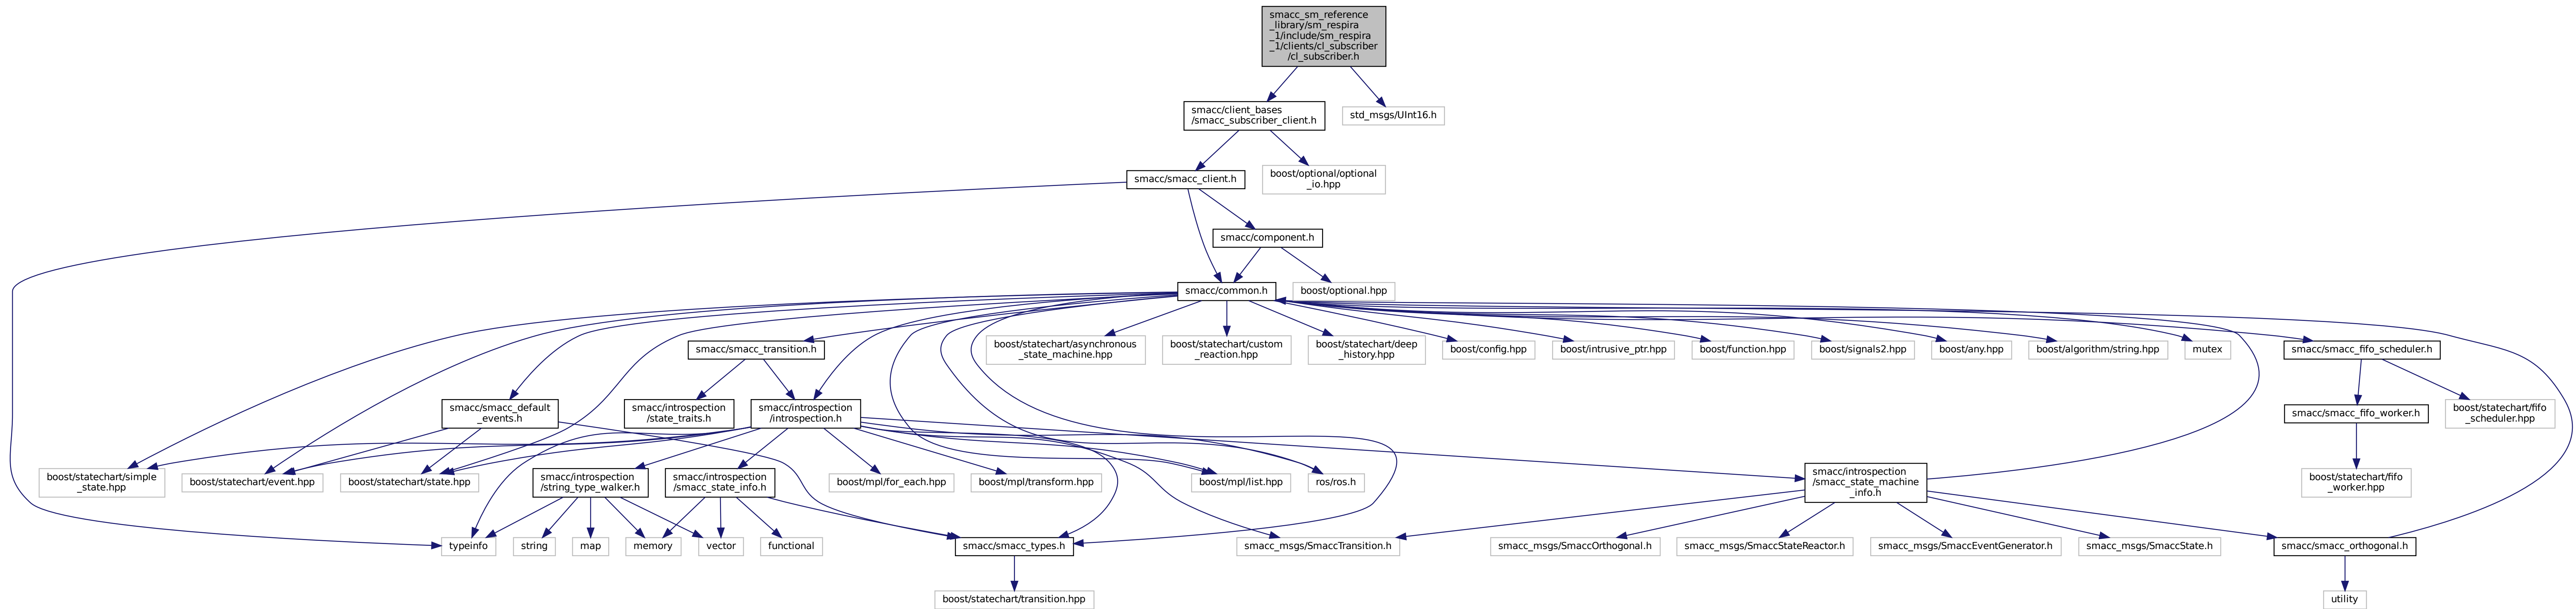 smacc_sm_reference
_library/sm_respira
_1/include/sm_respira
_1/clients/cl_subscriber
/cl_subscriber.h
smacc/client_bases
/smacc_subscriber_client.h
std_msgs/UInt16.h
smacc/smacc_client.h
boost/optional/optional
_io.hpp
smacc/component.h
smacc/common.h
boost/optional.hpp
smacc/smacc_transition.h
boost/statechart/asynchronous
_state_machine.hpp
boost/statechart/custom
_reaction.hpp
boost/statechart/deep
_history.hpp
boost/config.hpp
boost/intrusive_ptr.hpp
boost/function.hpp
boost/signals2.hpp
boost/any.hpp
boost/algorithm/string.hpp
mutex
smacc/smacc_fifo_scheduler.h
smacc/smacc_default
_events.h
smacc/introspection
/state_traits.h
smacc/introspection
/introspection.h
smacc/smacc_fifo_worker.h
boost/statechart/fifo
_scheduler.hpp
boost/statechart/simple
_state.hpp
boost/statechart/event.hpp
boost/statechart/state.hpp
smacc/introspection
/string_type_walker.h
smacc/introspection
/smacc_state_info.h
boost/mpl/for_each.hpp
boost/mpl/transform.hpp
boost/mpl/list.hpp
ros/ros.h
smacc/introspection
/smacc_state_machine
_info.h
boost/statechart/fifo
_worker.hpp
typeinfo
string
map
memory
vector
functional
smacc/smacc_types.h
smacc_msgs/SmaccTransition.h
smacc_msgs/SmaccOrthogonal.h
smacc_msgs/SmaccStateReactor.h
smacc_msgs/SmaccEventGenerator.h
smacc_msgs/SmaccState.h
smacc/smacc_orthogonal.h
boost/statechart/transition.hpp
utility